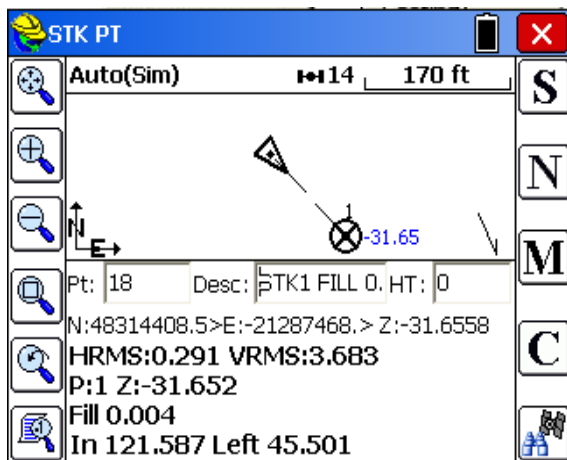 STK PT
Auto(Sim) 14 170 ft
S
N
M
C
1
-31.65
N
E
Pt: 18 Desc: STK1 FILL 0. HT: 0
N:48314408.5>E:-21287468.> Z:-31.6558
HRMS:0.291 VRMS:3.683
P:1 Z:-31.652
Fill 0.004
In 121.587 Left 45.501